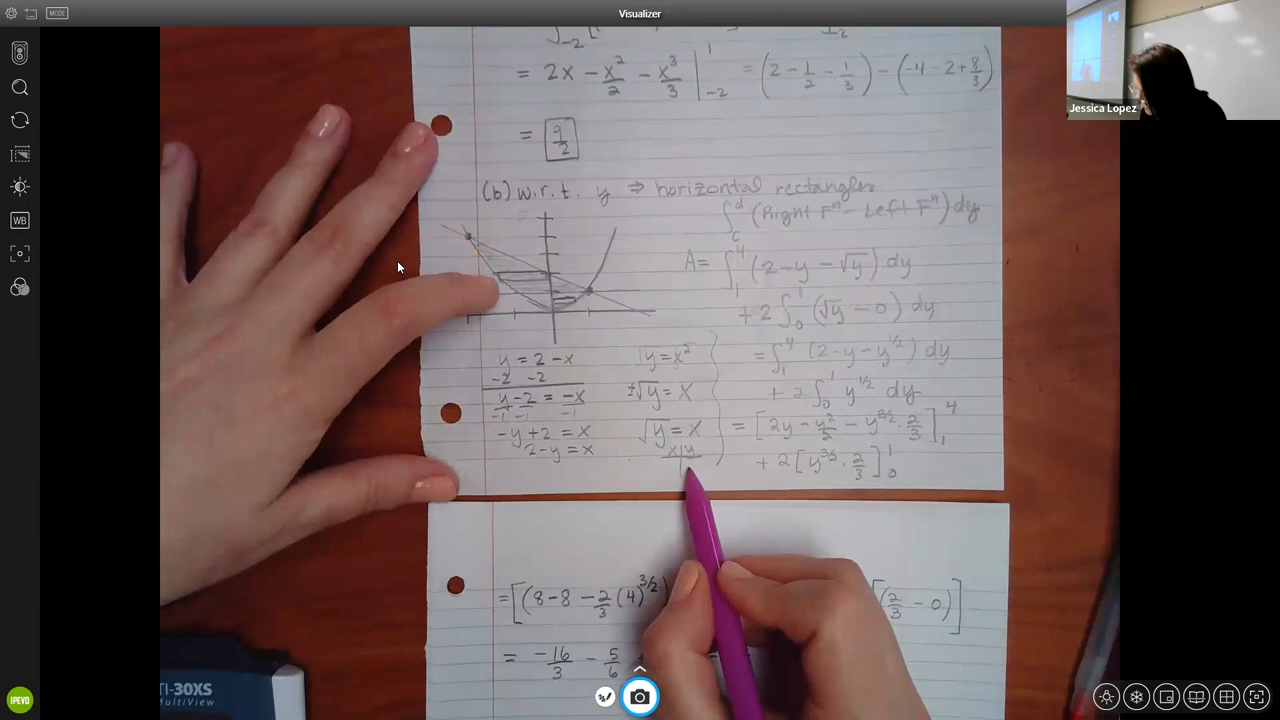 MODE
Visualizer
Jessica Lopez
WB
= 2x - x²/2 - x³/3 |₋₂¹ = (2 - 1/2 - 1/3) - (-4 - 2 + 8/3)
= 9/2
(b) w.r.t. y ⇒ horizontal rectangles.
∫_c^d (Right Fⁿ - Left Fⁿ) dy
A = ∫₁⁴ (2 - y - √y) dy
+ 2 ∫₀¹ (√y - 0) dy
y = 2 - x
-2 -2
y - 2 = -x
-1 -1 -1
-y + 2 = x
2 - y = x
√y = x²
±√y = x
√y = x
x | y
= ∫₁⁴ (2 - y - y^(1/2)) dy
+ 2 ∫₀¹ y^(1/2) dy
= [2y - y²/2 - y^(3/2) · 2/3]₁⁴
+ 2 [y^(3/2) · 2/3]₀¹
= [(8 - 8 - 2/3 (4)^(3/2))
[(2/3 - 0)]
= -16/3 - 5/6
TI-30XS
MultiView
IPEVO